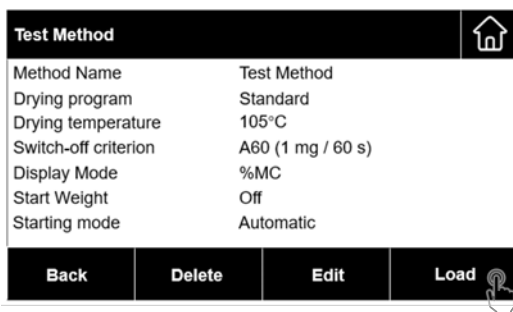 Test Method
Method Name Test Method
Drying program Standard
Drying temperature 105°C
Switch-off criterion A60 (1 mg / 60 s)
Display Mode %MC
Start Weight Off
Starting mode Automatic
Back Delete Edit Load